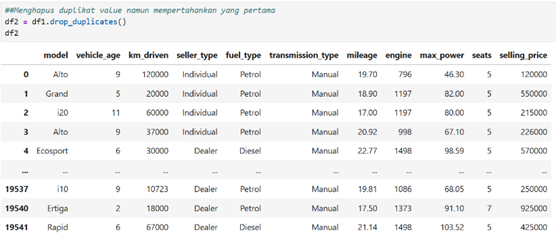 ##Menghapus duplikat value namun mempertahankan yang pertama
df2 = df1.drop_duplicates()
df2
model vehicle_age km_driven seller_type fuel_type transmission_type mileage engine max_power seats selling_price
0 Alto 9 120000 Individual Petrol Manual 19.70 796 46.30 5 120000
1 Grand 5 20000 Individual Petrol Manual 18.90 1197 82.00 5 550000
2 i20 11 60000 Individual Petrol Manual 17.00 1197 80.00 5 215000
3 Alto 9 37000 Individual Petrol Manual 20.92 998 67.10 5 226000
4 Ecosport 6 30000 Dealer Diesel Manual 22.77 1498 98.59 5 570000
... ... ... ... ... ... ... ... ... ... ... ...
19537 i10 9 10723 Dealer Petrol Manual 19.81 1086 68.05 5 250000
19540 Ertiga 2 18000 Dealer Petrol Manual 17.50 1373 91.10 7 925000
19541 Rapid 6 67000 Dealer Diesel Manual 21.14 1498 103.52 5 425000